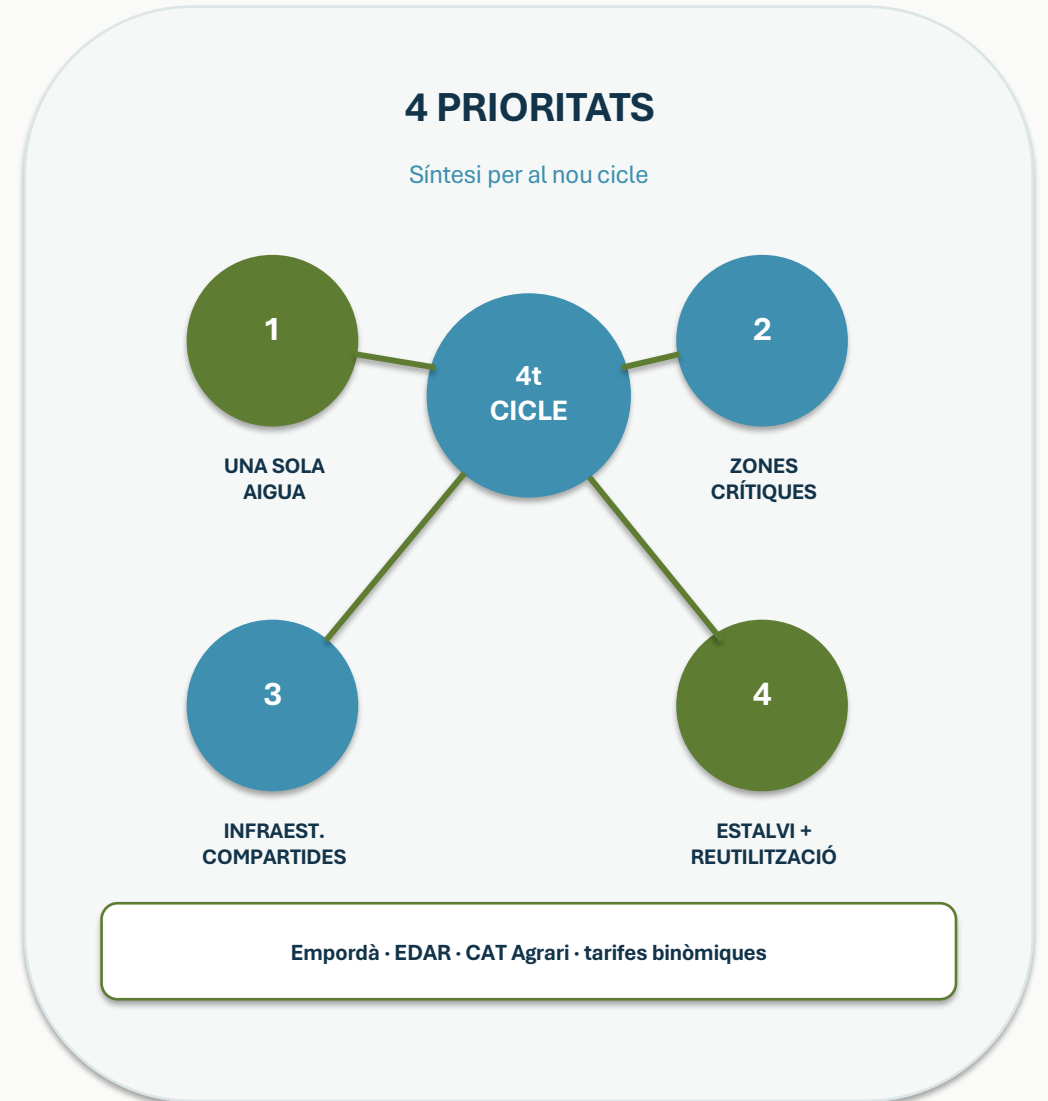 4 PRIORITATS
Síntesi per al nou cicle
1
2
4t
CICLE
UNA SOLA
AIGUA
ZONES
CRÍTIQUES
3
4
INFRAEST.
COMPARTIDES
ESTALVI +
REUTILITZACIÓ
Empordà · EDAR · CAT Agrari · tarifes binòmiques